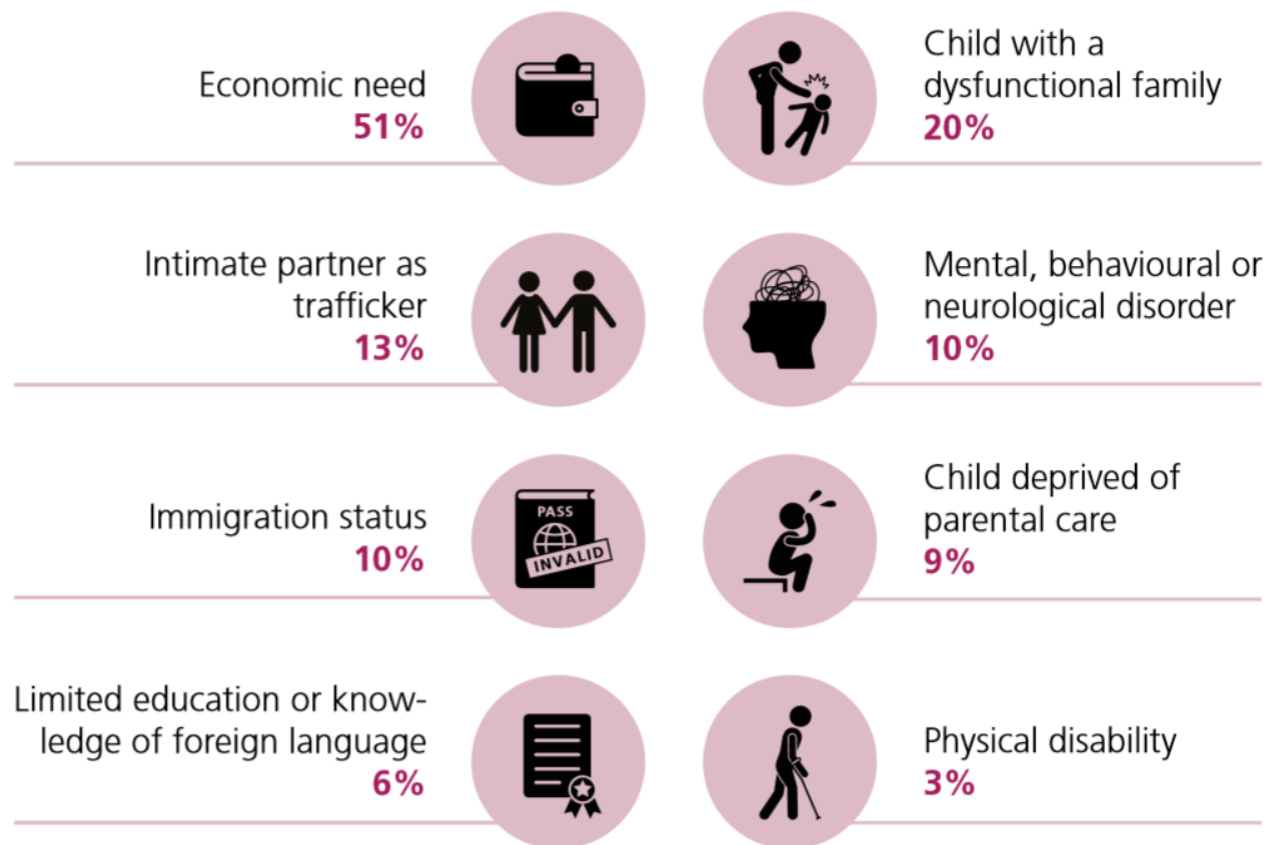 Economic need
51%
Child with a
dysfunctional family
20%
Intimate partner as
trafficker
13%
Mental, behavioural or
neurological disorder
10%
Immigration status
10%
PASS
INVALID
Child deprived of
parental care
9%
Limited education or know-
ledge of foreign language
6%
Physical disability
3%